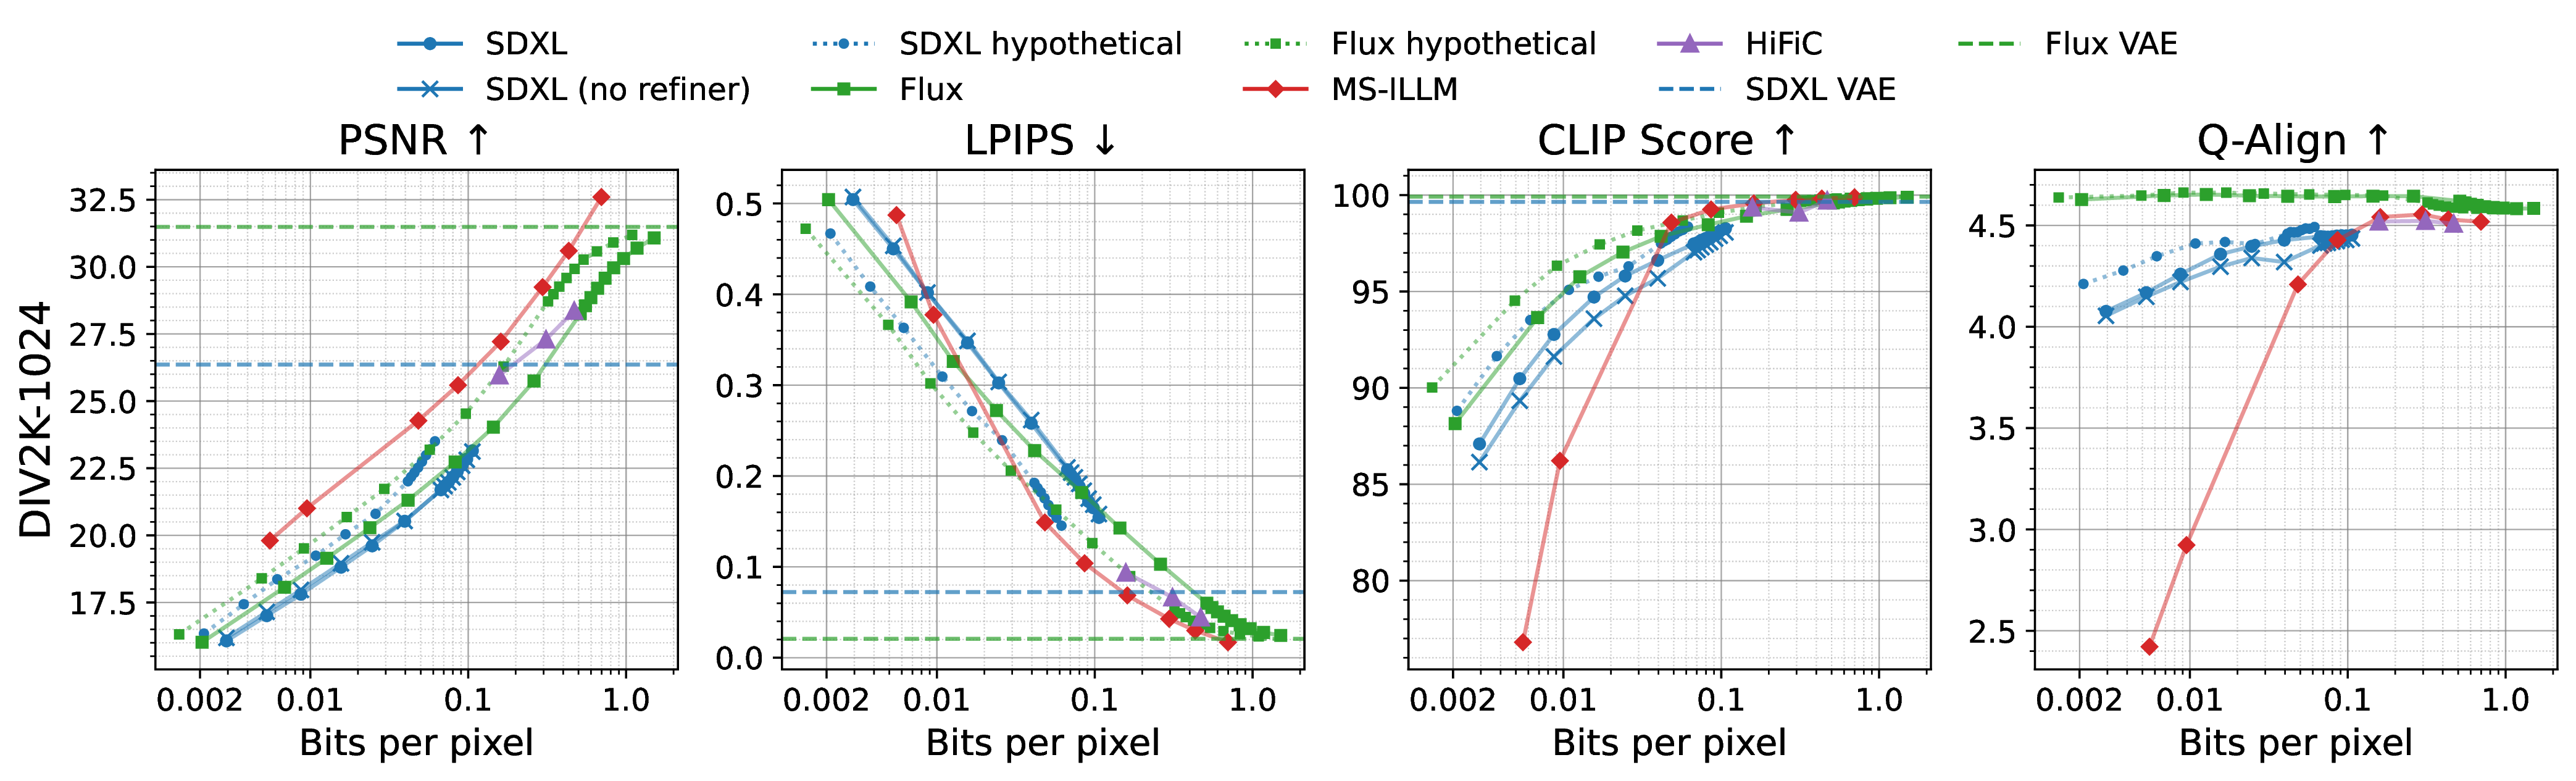 SDXL SDXL hypothetical Flux hypothetical HiFiC Flux VAE
SDXL (no refiner) Flux MS-ILLM SDXL VAE
PSNR ↑
LPIPS ↓
CLIP Score ↑
Q-Align ↑
DIV2K-1024
32.5
30.0
27.5
25.0
22.5
20.0
17.5
0.002 0.01 0.1 1.0
Bits per pixel
0.5
0.4
0.3
0.2
0.1
0.0
0.002 0.01 0.1 1.0
Bits per pixel
100
95
90
85
80
0.002 0.01 0.1 1.0
Bits per pixel
4.5
4.0
3.5
3.0
2.5
0.002 0.01 0.1 1.0
Bits per pixel